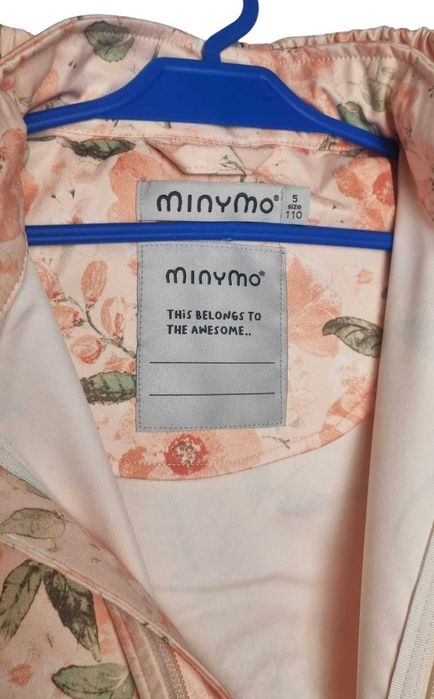 minymo® 5
size
110
minymo®
THiS BELONGS TO
THE AWESOME..